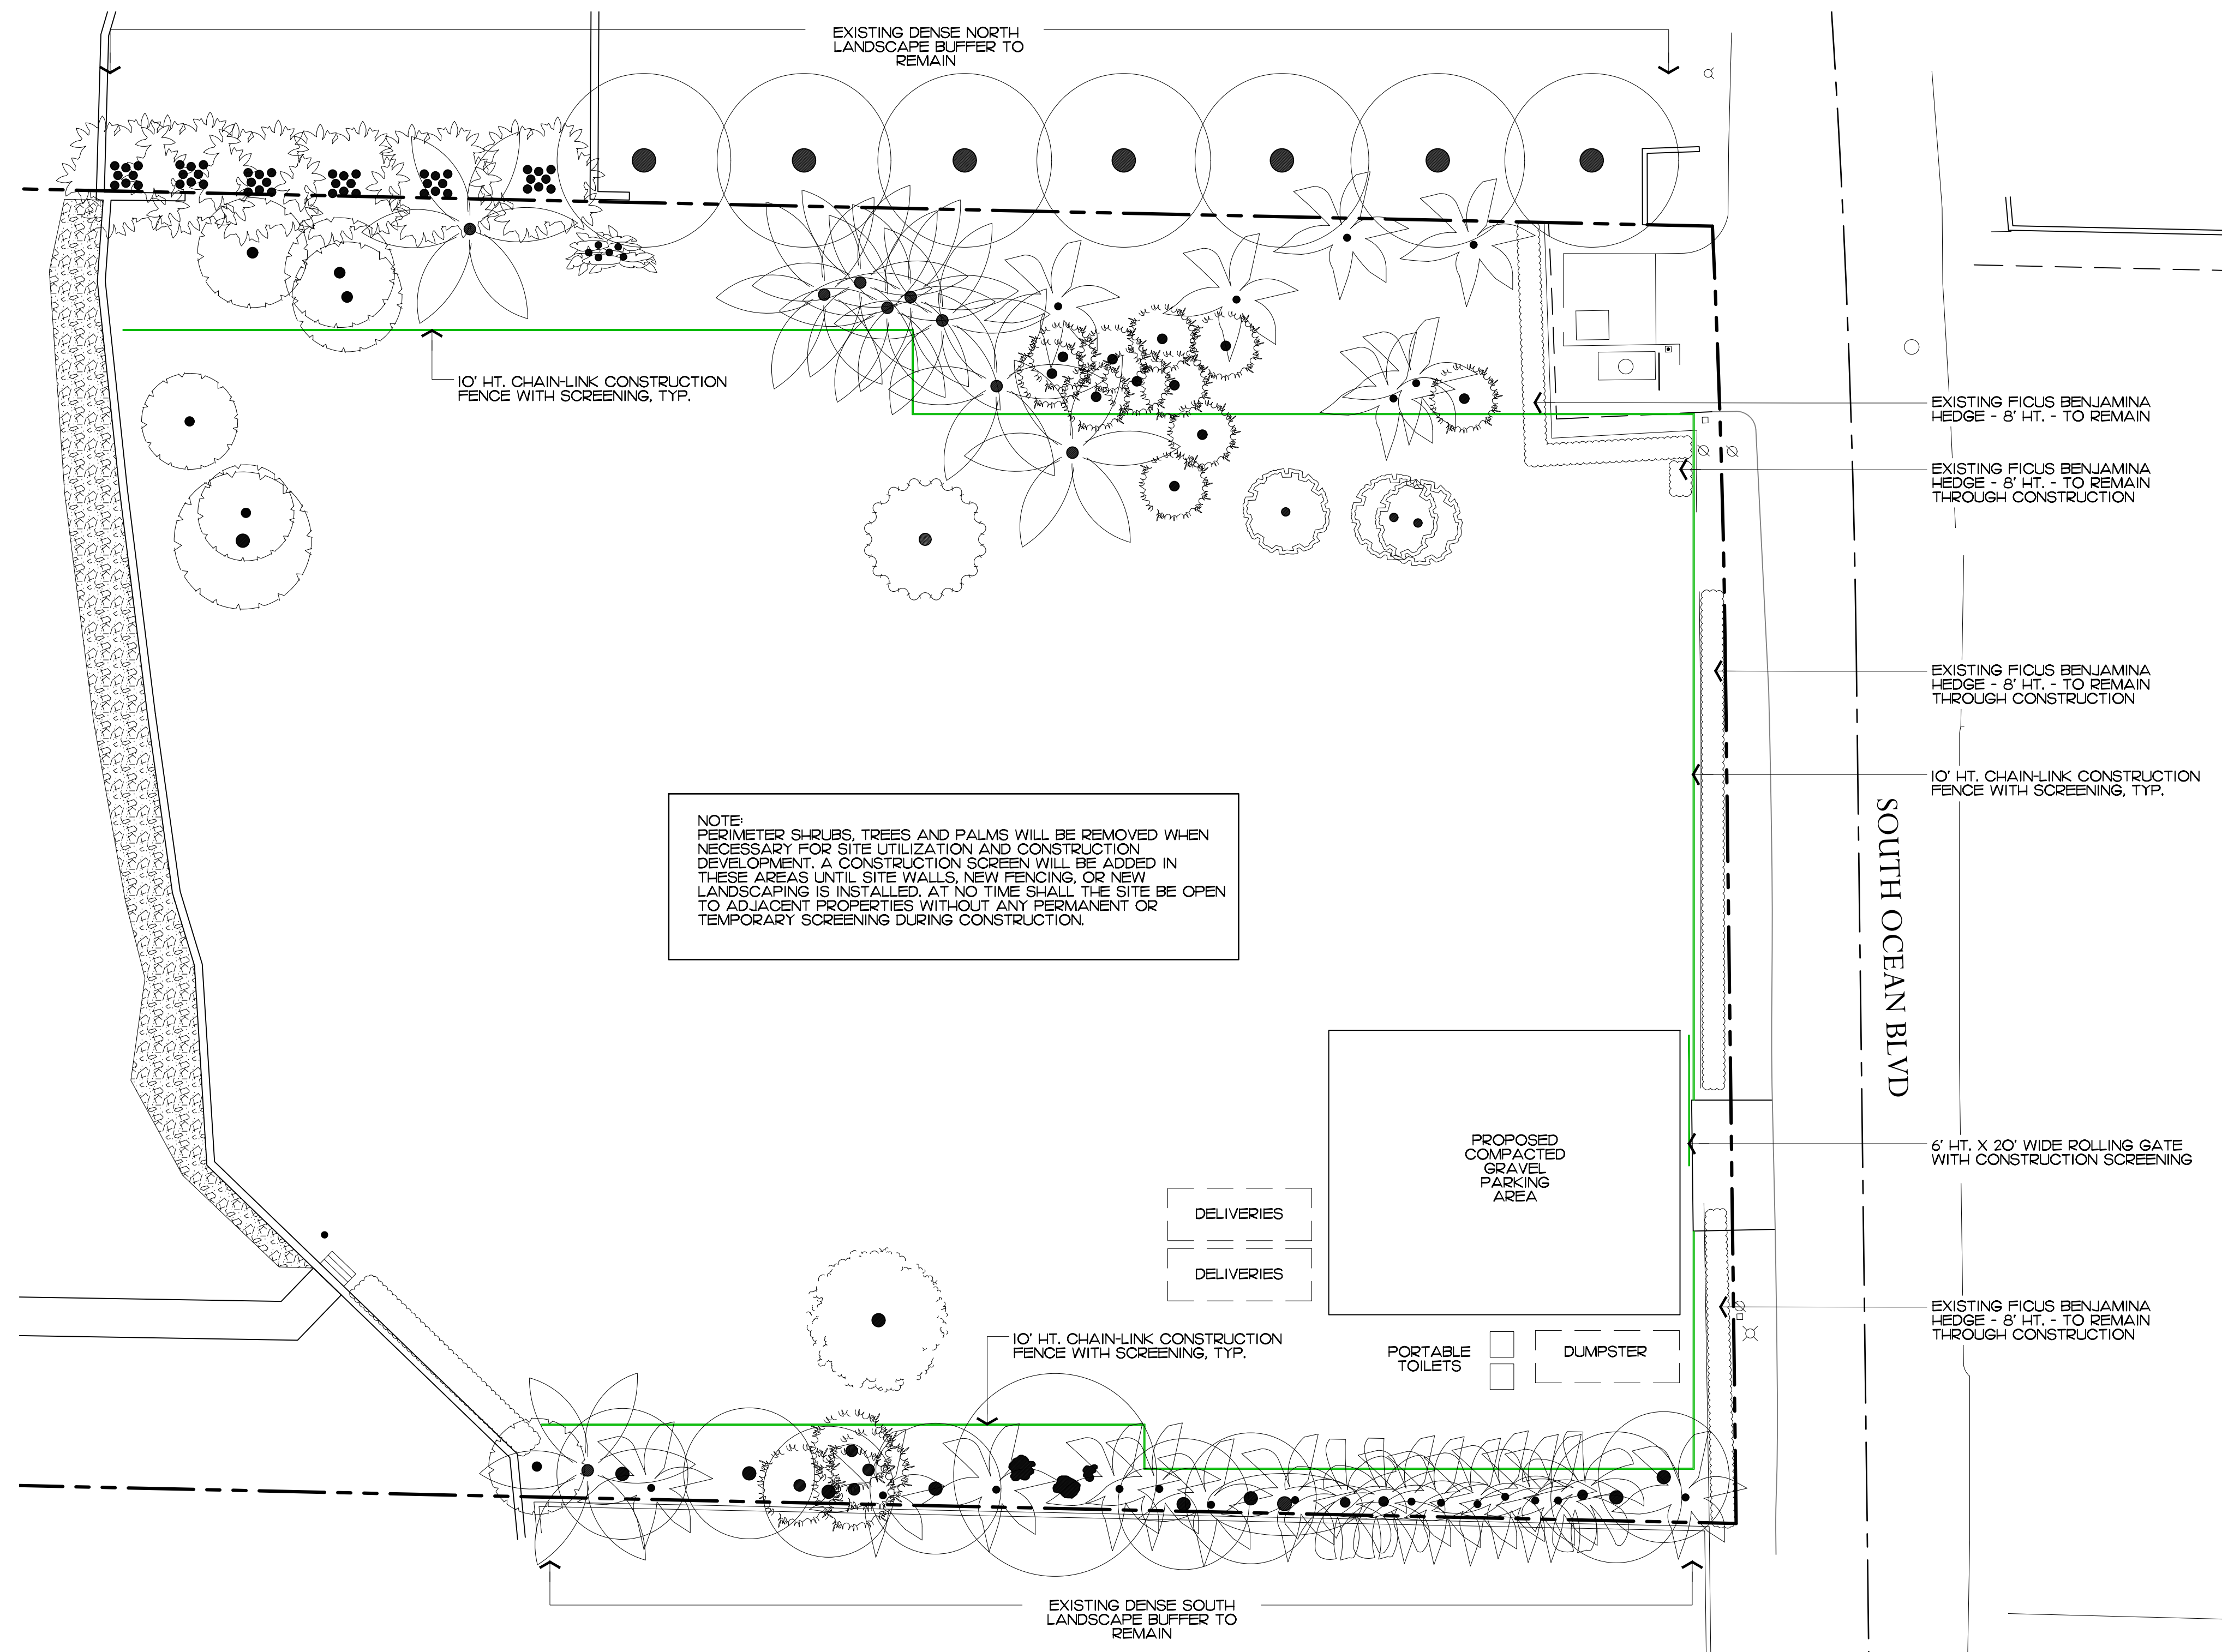 EXISTING DENSE NORTH
LANDSCAPE BUFFER TO
REMAIN
10' HT. CHAIN-LINK CONSTRUCTION
FENCE WITH SCREENING, TYP.
EXISTING FICUS BENJAMINA
HEDGE - 8' HT. - TO REMAIN
EXISTING FICUS BENJAMINA
HEDGE - 8' HT. - TO REMAIN
THROUGH CONSTRUCTION
EXISTING FICUS BENJAMINA
HEDGE - 8' HT. - TO REMAIN
THROUGH CONSTRUCTION
10' HT. CHAIN-LINK CONSTRUCTION
FENCE WITH SCREENING, TYP.
SOUTH OCEAN BLVD
NOTE:
PERIMETER SHRUBS, TREES AND PALMS WILL BE REMOVED WHEN
NECESSARY FOR SITE UTILIZATION AND CONSTRUCTION
DEVELOPMENT. A CONSTRUCTION SCREEN WILL BE ADDED IN
THESE AREAS UNTIL SITE WALLS, NEW FENCING, OR NEW
LANDSCAPING IS INSTALLED. AT NO TIME SHALL THE SITE BE OPEN
TO ADJACENT PROPERTIES WITHOUT ANY PERMANENT OR
TEMPORARY SCREENING DURING CONSTRUCTION.
PROPOSED
COMPACTED
GRAVEL
PARKING
AREA
6' HT. X 20' WIDE ROLLING GATE
WITH CONSTRUCTION SCREENING
DELIVERIES
DELIVERIES
EXISTING FICUS BENJAMINA
HEDGE - 8' HT. - TO REMAIN
THROUGH CONSTRUCTION
10' HT. CHAIN-LINK CONSTRUCTION
FENCE WITH SCREENING, TYP.
PORTABLE
TOILETS
DUMPSTER
EXISTING DENSE SOUTH
LANDSCAPE BUFFER TO
REMAIN